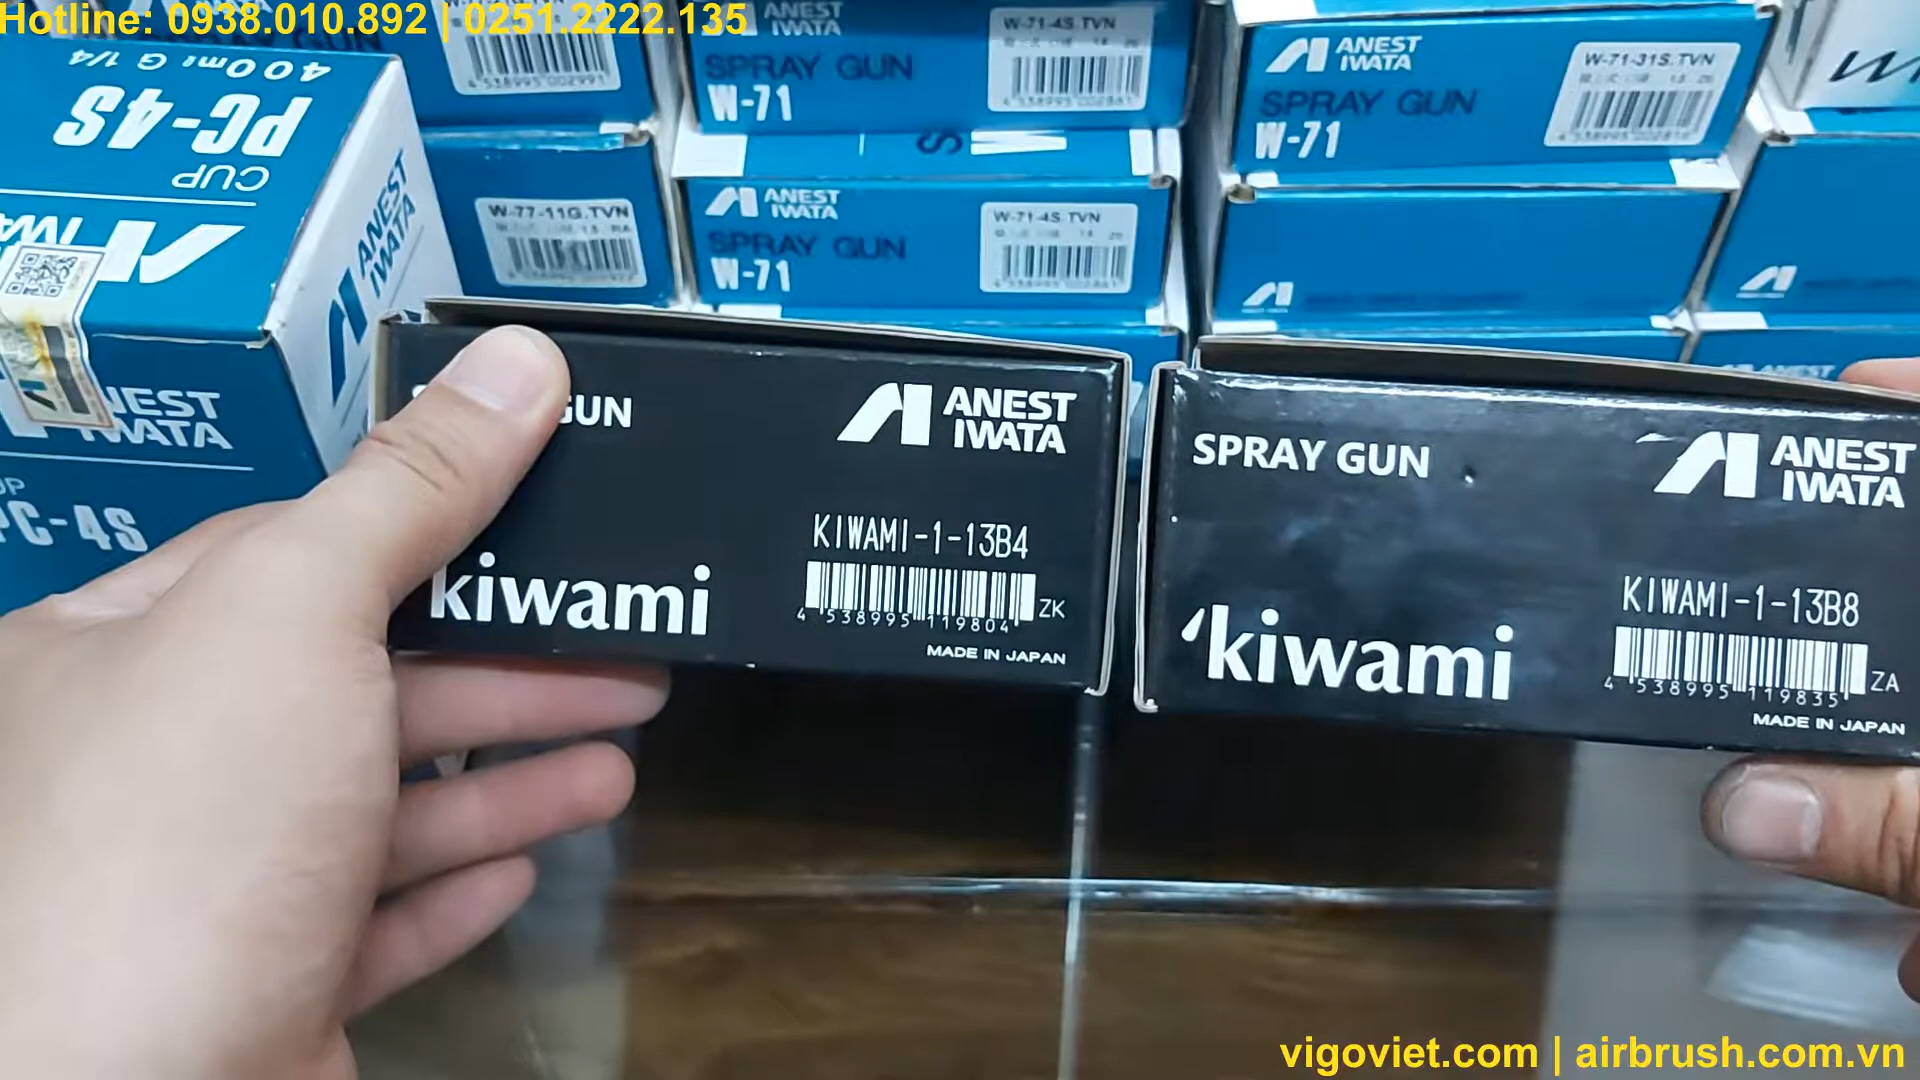 Hotline: 0938.010.892 | 0251.2222.135
400ml G 1/4
PC-4S
CUP
ANEST
IWATA
PC-4S
4538995002991
W-77-11G.TVN
ANEST
IWATA
SPRAY GUN
W-71
W-71-4S.TVN
ANEST
IWATA
SPRAY GUN
W-71
W-71-4S.TVN
ANEST
IWATA
SPRAY GUN
W-71
W-71-31S.TVN
ANEST
IWATA
GUN
ANEST
IWATA
KIWAMI-1-13B4
kiwami
ZK
4 538995 119804
MADE IN JAPAN
SPRAY GUN
ANEST
IWATA
KIWAMI-1-13B8
kiwami
ZA
4 538995 119835
MADE IN JAPAN
vigoviet.com | airbrush.com.vn